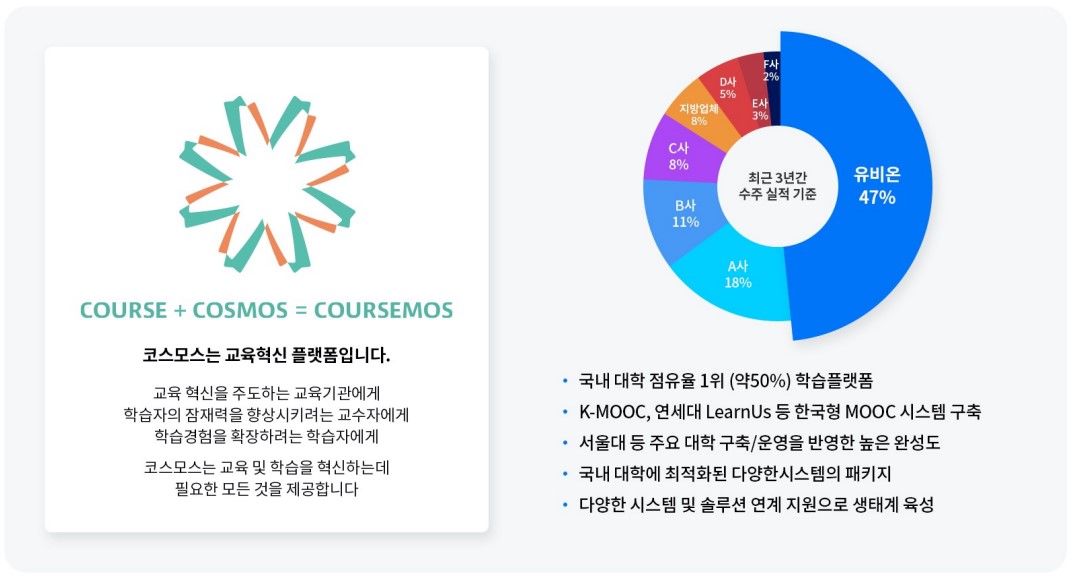 COURSE + COSMOS = COURSEMOS
코스모스는 교육혁신 플랫폼입니다.
교육 혁신을 주도하는 교육기관에게
학습자의 잠재력을 향상시키려는 교수자에게
학습경험을 확장하려는 학습자에게
코스모스는 교육 및 학습을 혁신하는데
필요한 모든 것을 제공합니다
F사
2%
D사
5%
E사
3%
지방업체
8%
C사
8%
B사
11%
A사
18%
최근 3년간
수주 실적 기준
유비온
47%
• 국내 대학 점유율 1위 (약50%) 학습플랫폼
• K-MOOC, 연세대 LearnUs 등 한국형 MOOC 시스템 구축
• 서울대 등 주요 대학 구축/운영을 반영한 높은 완성도
• 국내 대학에 최적화된 다양한시스템의 패키지
• 다양한 시스템 및 솔루션 연계 지원으로 생태계 육성